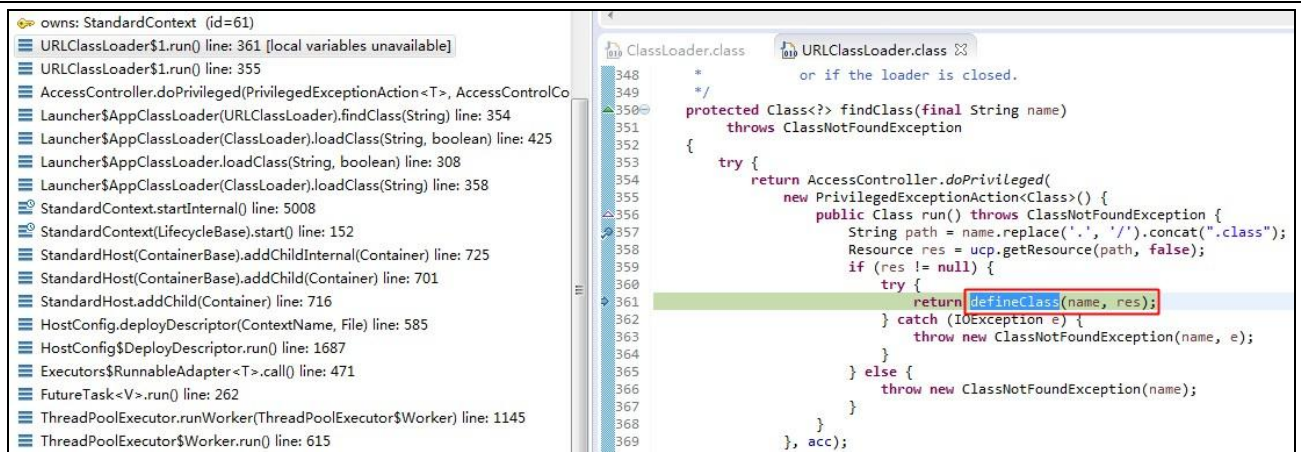 owns: StandardContext (id=61)
URLClassLoader$1.run() line: 361 [local variables unavailable]
URLClassLoader$1.run() line: 355
AccessController.doPrivileged(PrivilegedExceptionAction<T>, AccessControlCo
Launcher$AppClassLoader(URLClassLoader).findClass(String) line: 354
Launcher$AppClassLoader(ClassLoader).loadClass(String, boolean) line: 425
Launcher$AppClassLoader.loadClass(String, boolean) line: 308
Launcher$AppClassLoader(ClassLoader).loadClass(String) line: 358
StandardContext.startInternal() line: 5008
StandardContext(LifecycleBase).start() line: 152
StandardHost(ContainerBase).addChildInternal(Container) line: 725
StandardHost(ContainerBase).addChild(Container) line: 701
StandardHost.addChild(Container) line: 716
HostConfig.deployDescriptor(ContextName, File) line: 585
HostConfig$DeployDescriptor.run() line: 1687
Executors$RunnableAdapter<T>.call() line: 471
FutureTask<V>.run() line: 262
ThreadPoolExecutor.runWorker(ThreadPoolExecutor$Worker) line: 1145
ThreadPoolExecutor$Worker.run() line: 615
ClassLoader.class URLClassLoader.class
348 * or if the loader is closed.
349 */
350 protected Class<?> findClass(final String name)
351 throws ClassNotFoundException
352 {
353 try {
354 return AccessController.doPrivileged(
355 new PrivilegedExceptionAction<Class>() {
356 public Class run() throws ClassNotFoundException {
357 String path = name.replace('.', '/').concat(".class");
358 Resource res = ucp.getResource(path, false);
359 if (res != null) {
360 try {
361 return defineClass(name, res);
362 } catch (IOException e) {
363 throw new ClassNotFoundException(name, e);
364 }
365 } else {
366 throw new ClassNotFoundException(name);
367 }
368 }
369 }, acc);